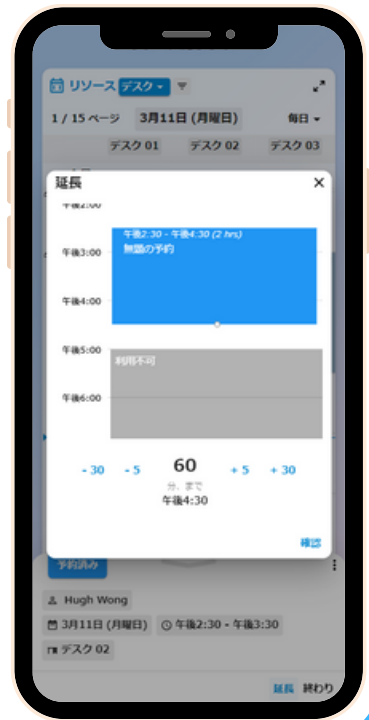 リソース デスク
1 / 15 ページ 3月11日 (月曜日) 毎日
デスク 01 デスク 02 デスク 03
延長
午後2:00
午後2:30 - 午後4:30 (2 hrs)
無題の予約
午後3:00
午後4:00
午後5:00
利用不可
午後6:00
- 30 - 5 60 + 5 + 30
分、まで
午後4:30
確認
予約済み
Hugh Wong
3月11日 (月曜日) 午後2:30 - 午後3:30
デスク 02
延長 終わり